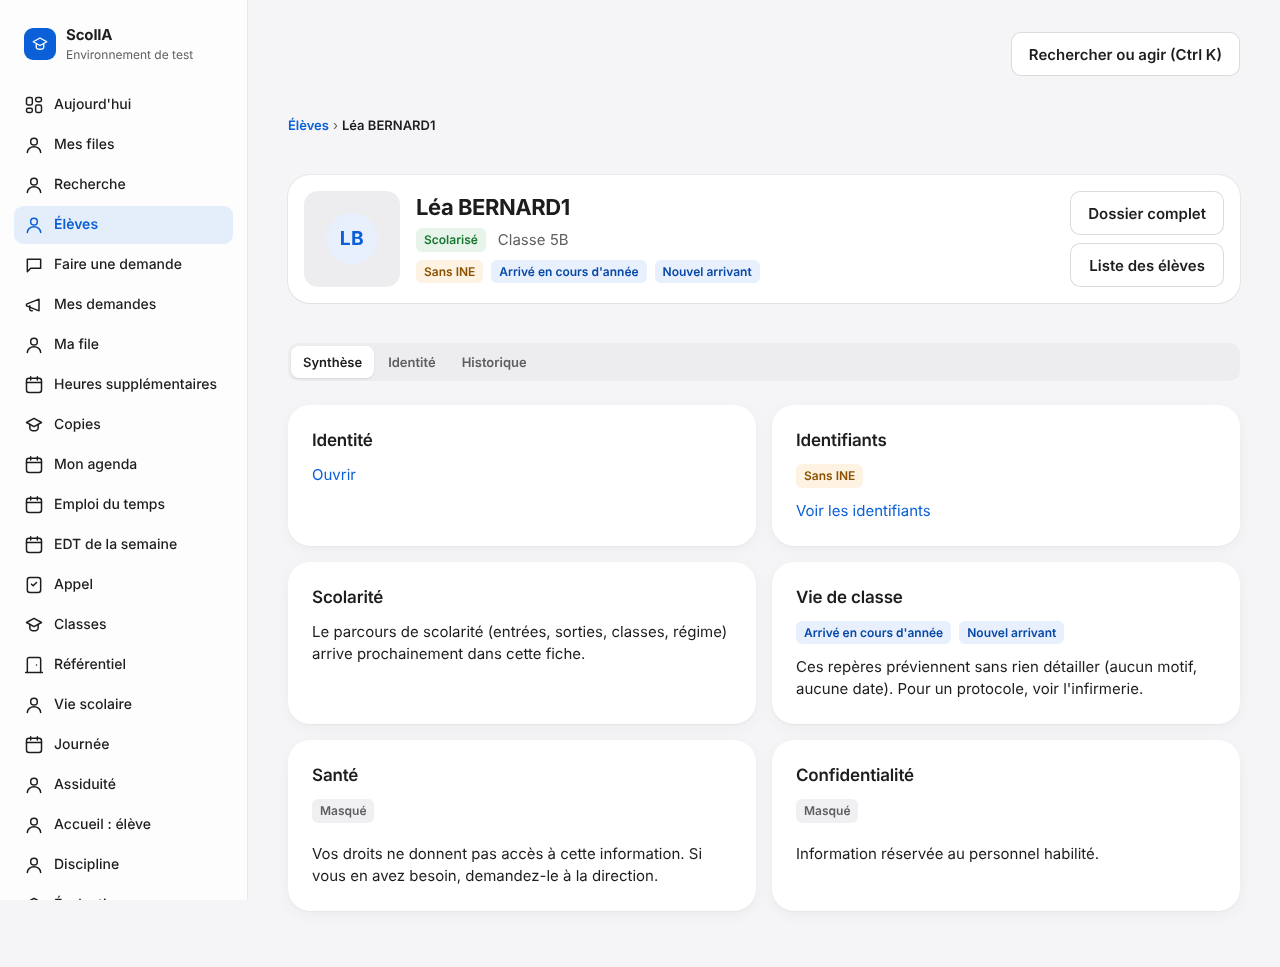 ScolIA
Environnement de test
Aujourd'hui
Mes files
Recherche
Élèves
Faire une demande
Mes demandes
Ma file
Heures supplémentaires
Copies
Mon agenda
Emploi du temps
EDT de la semaine
Appel
Classes
Référentiel
Vie scolaire
Journée
Assiduité
Accueil : élève
Discipline
Rechercher ou agir (Ctrl K)
Élèves › Léa BERNARD1
LB
Léa BERNARD1
Scolarisé Classe 5B
Sans INE Arrivé en cours d'année Nouvel arrivant
Dossier complet
Liste des élèves
Synthèse Identité Historique
Identité
Ouvrir
Identifiants
Sans INE
Voir les identifiants
Scolarité
Le parcours de scolarité (entrées, sorties, classes, régime)
arrive prochainement dans cette fiche.
Vie de classe
Arrivé en cours d'année Nouvel arrivant
Ces repères préviennent sans rien détailler (aucun motif,
aucune date). Pour un protocole, voir l'infirmerie.
Santé
Masqué
Vos droits ne donnent pas accès à cette information. Si
vous en avez besoin, demandez-le à la direction.
Confidentialité
Masqué
Information réservée au personnel habilité.